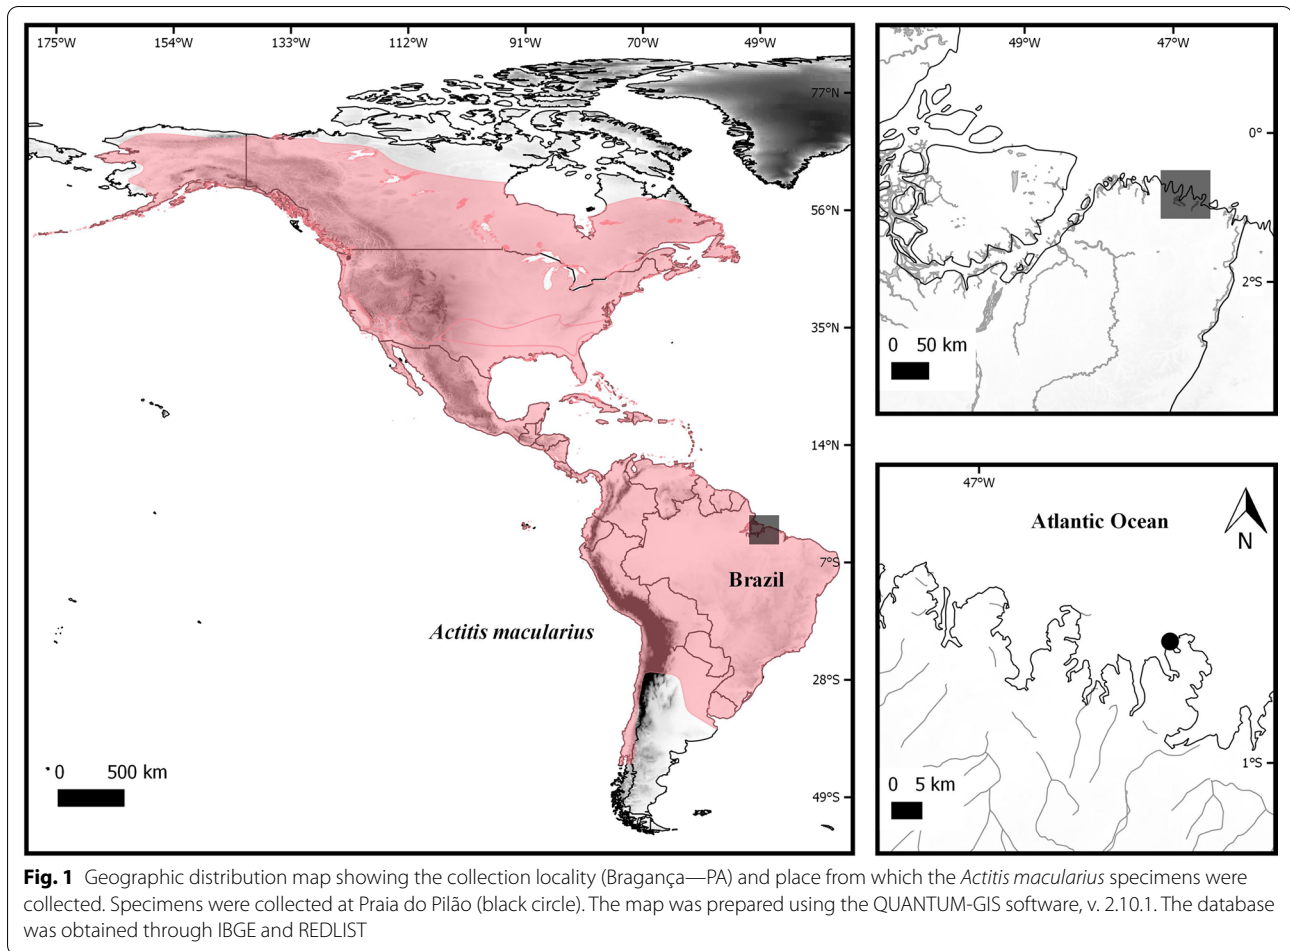 175°W 154°W 133°W 112°W 91°W 70°W 49°W
77°N
56°N
35°N
14°N
7°S
Brazil
Actitis macularius
28°S
0 500 km
49°S
49°W 47°W
0°
2°S
0 50 km
47°W
Atlantic Ocean
N
1°S
0 5 km
Fig. 1 Geographic distribution map showing the collection locality (Bragança—PA) and place from which the Actitis macularius specimens were
collected. Specimens were collected at Praia do Pilão (black circle). The map was prepared using the QUANTUM-GIS software, v. 2.10.1. The database
was obtained through IBGE and REDLIST